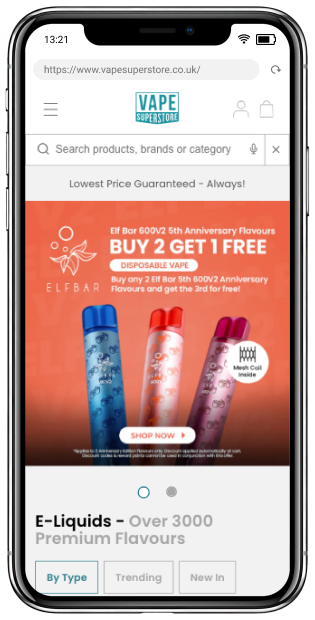 13:21
https://www.vapesuperstore.co.uk/
VAPE
SUPERSTORE
Search products, brands or category
Lowest Price Guaranteed - Always!
Elf Bar 600V2 5th Anniversary Flavours
BUY 2 GET 1 FREE
DISPOSABLE VAPE
Buy any 2 Elf Bar 5th 600V2 Anniversary
Flavours and get the 3rd for free!
ELFBAR
Mesh Coil
Inside
SHOP NOW
E-Liquids - Over 3000
Premium Flavours
By Type
Trending
New In